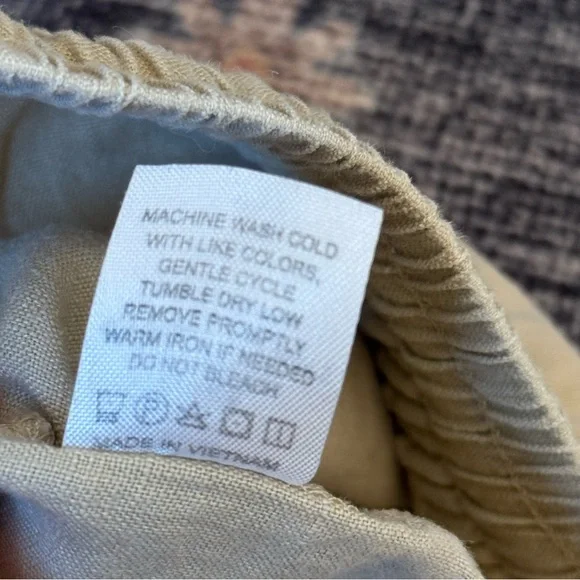 MACHINE WASH COLD
WITH LIKE COLORS,
GENTLE CYCLE
TUMBLE DRY LOW
REMOVE PROMPTLY
WARM IRON IF NEEDED
DO NOT BLEACH
MADE IN VIETNAM